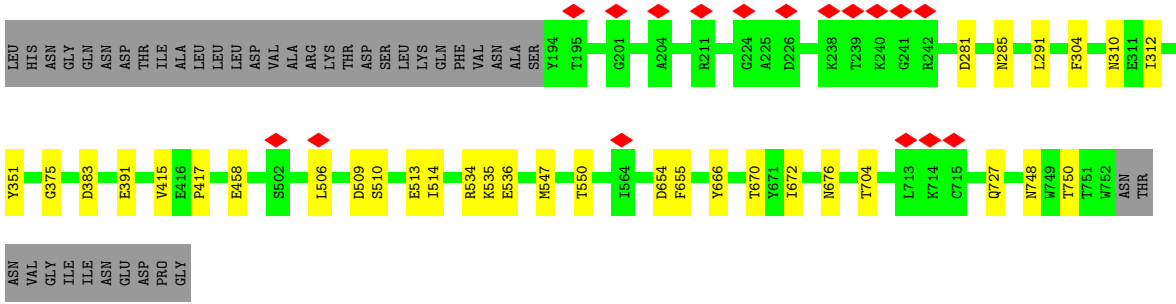 LEU HIS ASN GLY GLN ASN ASP THR ILE ALA LEU LEU LEU ASP VAL ALA ARG LYS THR ASP SER LEU LYS GLN PHE VAL ASN ALA SER Y194 T195 G201 A204 R211 G224 A225 D226 K238 T239 K240 G241 R242 D281 N285 L291 F304 N310 E311 I312
Y351 G375 D383 E391 V415 E416 P417 E458 S502 L506 D509 S510 E513 I514 R534 K535 E536 M547 T550 I564 D654 F655 Y666 T670 Y671 I672 N676 T704 L713 K714 C715 Q727 N748 W749 T750 T751 W752 ASN THR
ASN VAL GLY ILE ILE ASN GLU ASP PRO GLY